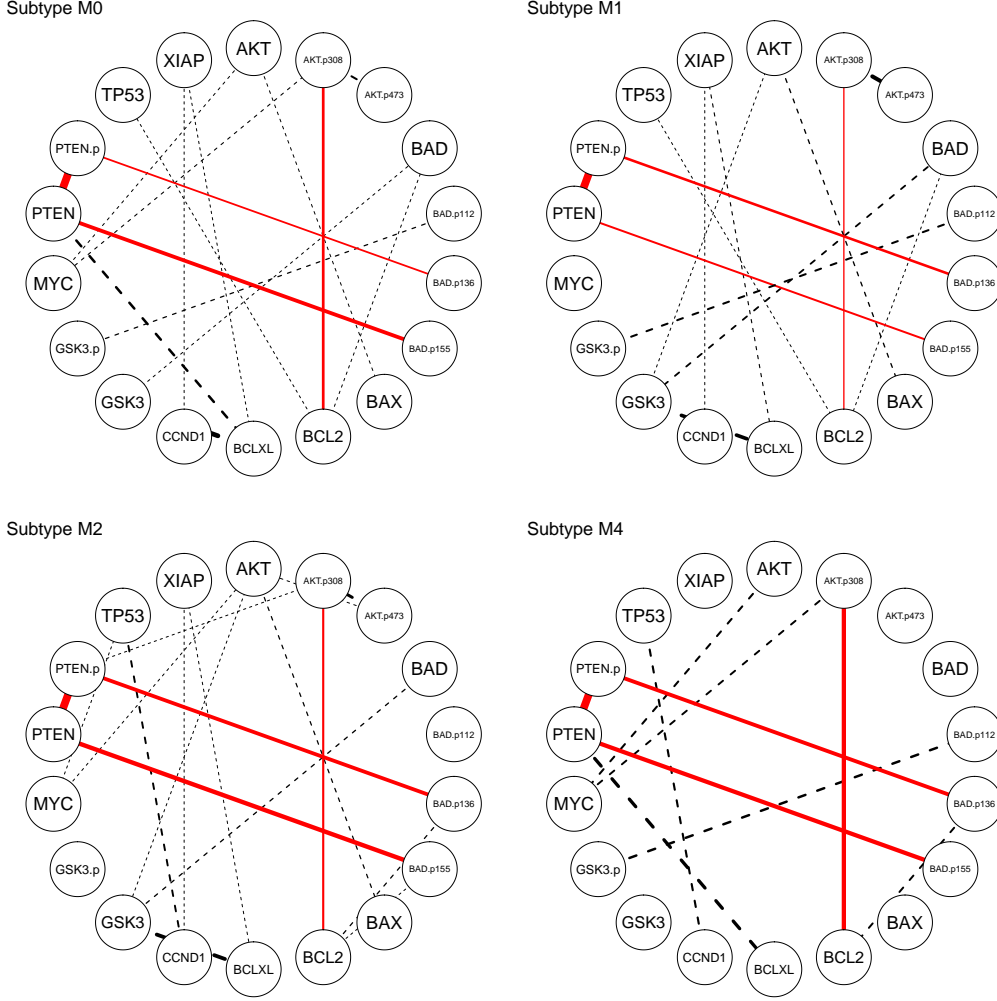 Subtype M0
AKT
AKT.p308
XIAP
AKT.p473
TP53
BAD
PTEN.p
BAD.p112
PTEN
BAD.p136
MYC
BAD.p155
GSK3.p
BAX
GSK3
BCL2
CCND1
BCLXL
Subtype M1
AKT
AKT.p308
XIAP
AKT.p473
TP53
BAD
PTEN.p
BAD.p112
PTEN
BAD.p136
MYC
BAD.p155
GSK3.p
BAX
GSK3
BCL2
CCND1
BCLXL
Subtype M2
AKT
AKT.p308
XIAP
AKT.p473
TP53
BAD
PTEN.p
BAD.p112
PTEN
BAD.p136
MYC
BAD.p155
GSK3.p
BAX
GSK3
BCL2
CCND1
BCLXL
Subtype M4
AKT
AKT.p308
XIAP
AKT.p473
TP53
BAD
PTEN.p
BAD.p112
PTEN
BAD.p136
MYC
BAD.p155
GSK3.p
BAX
GSK3
BCL2
CCND1
BCLXL